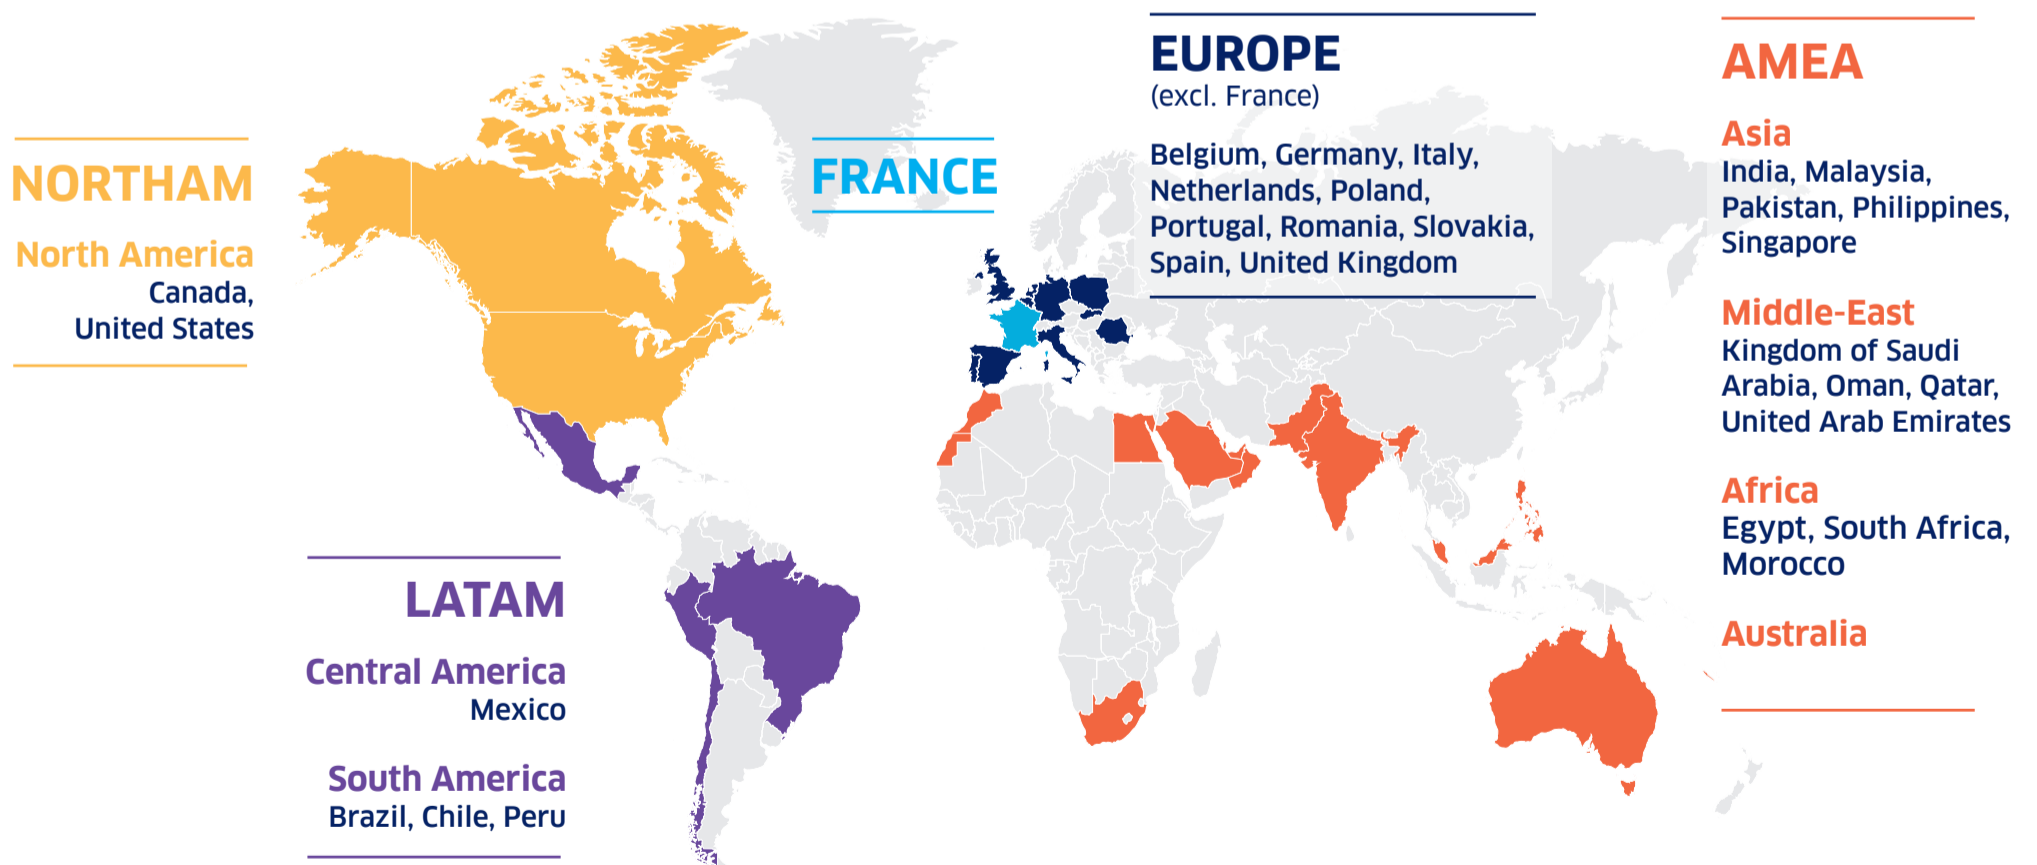 NORTHAM
North America
Canada,
United States
LATAM
Central America
Mexico
South America
Brazil, Chile, Peru
FRANCE
EUROPE
(excl. France)
Belgium, Germany, Italy,
Netherlands, Poland,
Portugal, Romania, Slovakia,
Spain, United Kingdom
AMEA
Asia
India, Malaysia,
Pakistan, Philippines,
Singapore
Middle-East
Kingdom of Saudi
Arabia, Oman, Qatar,
United Arab Emirates
Africa
Egypt, South Africa,
Morocco
Australia